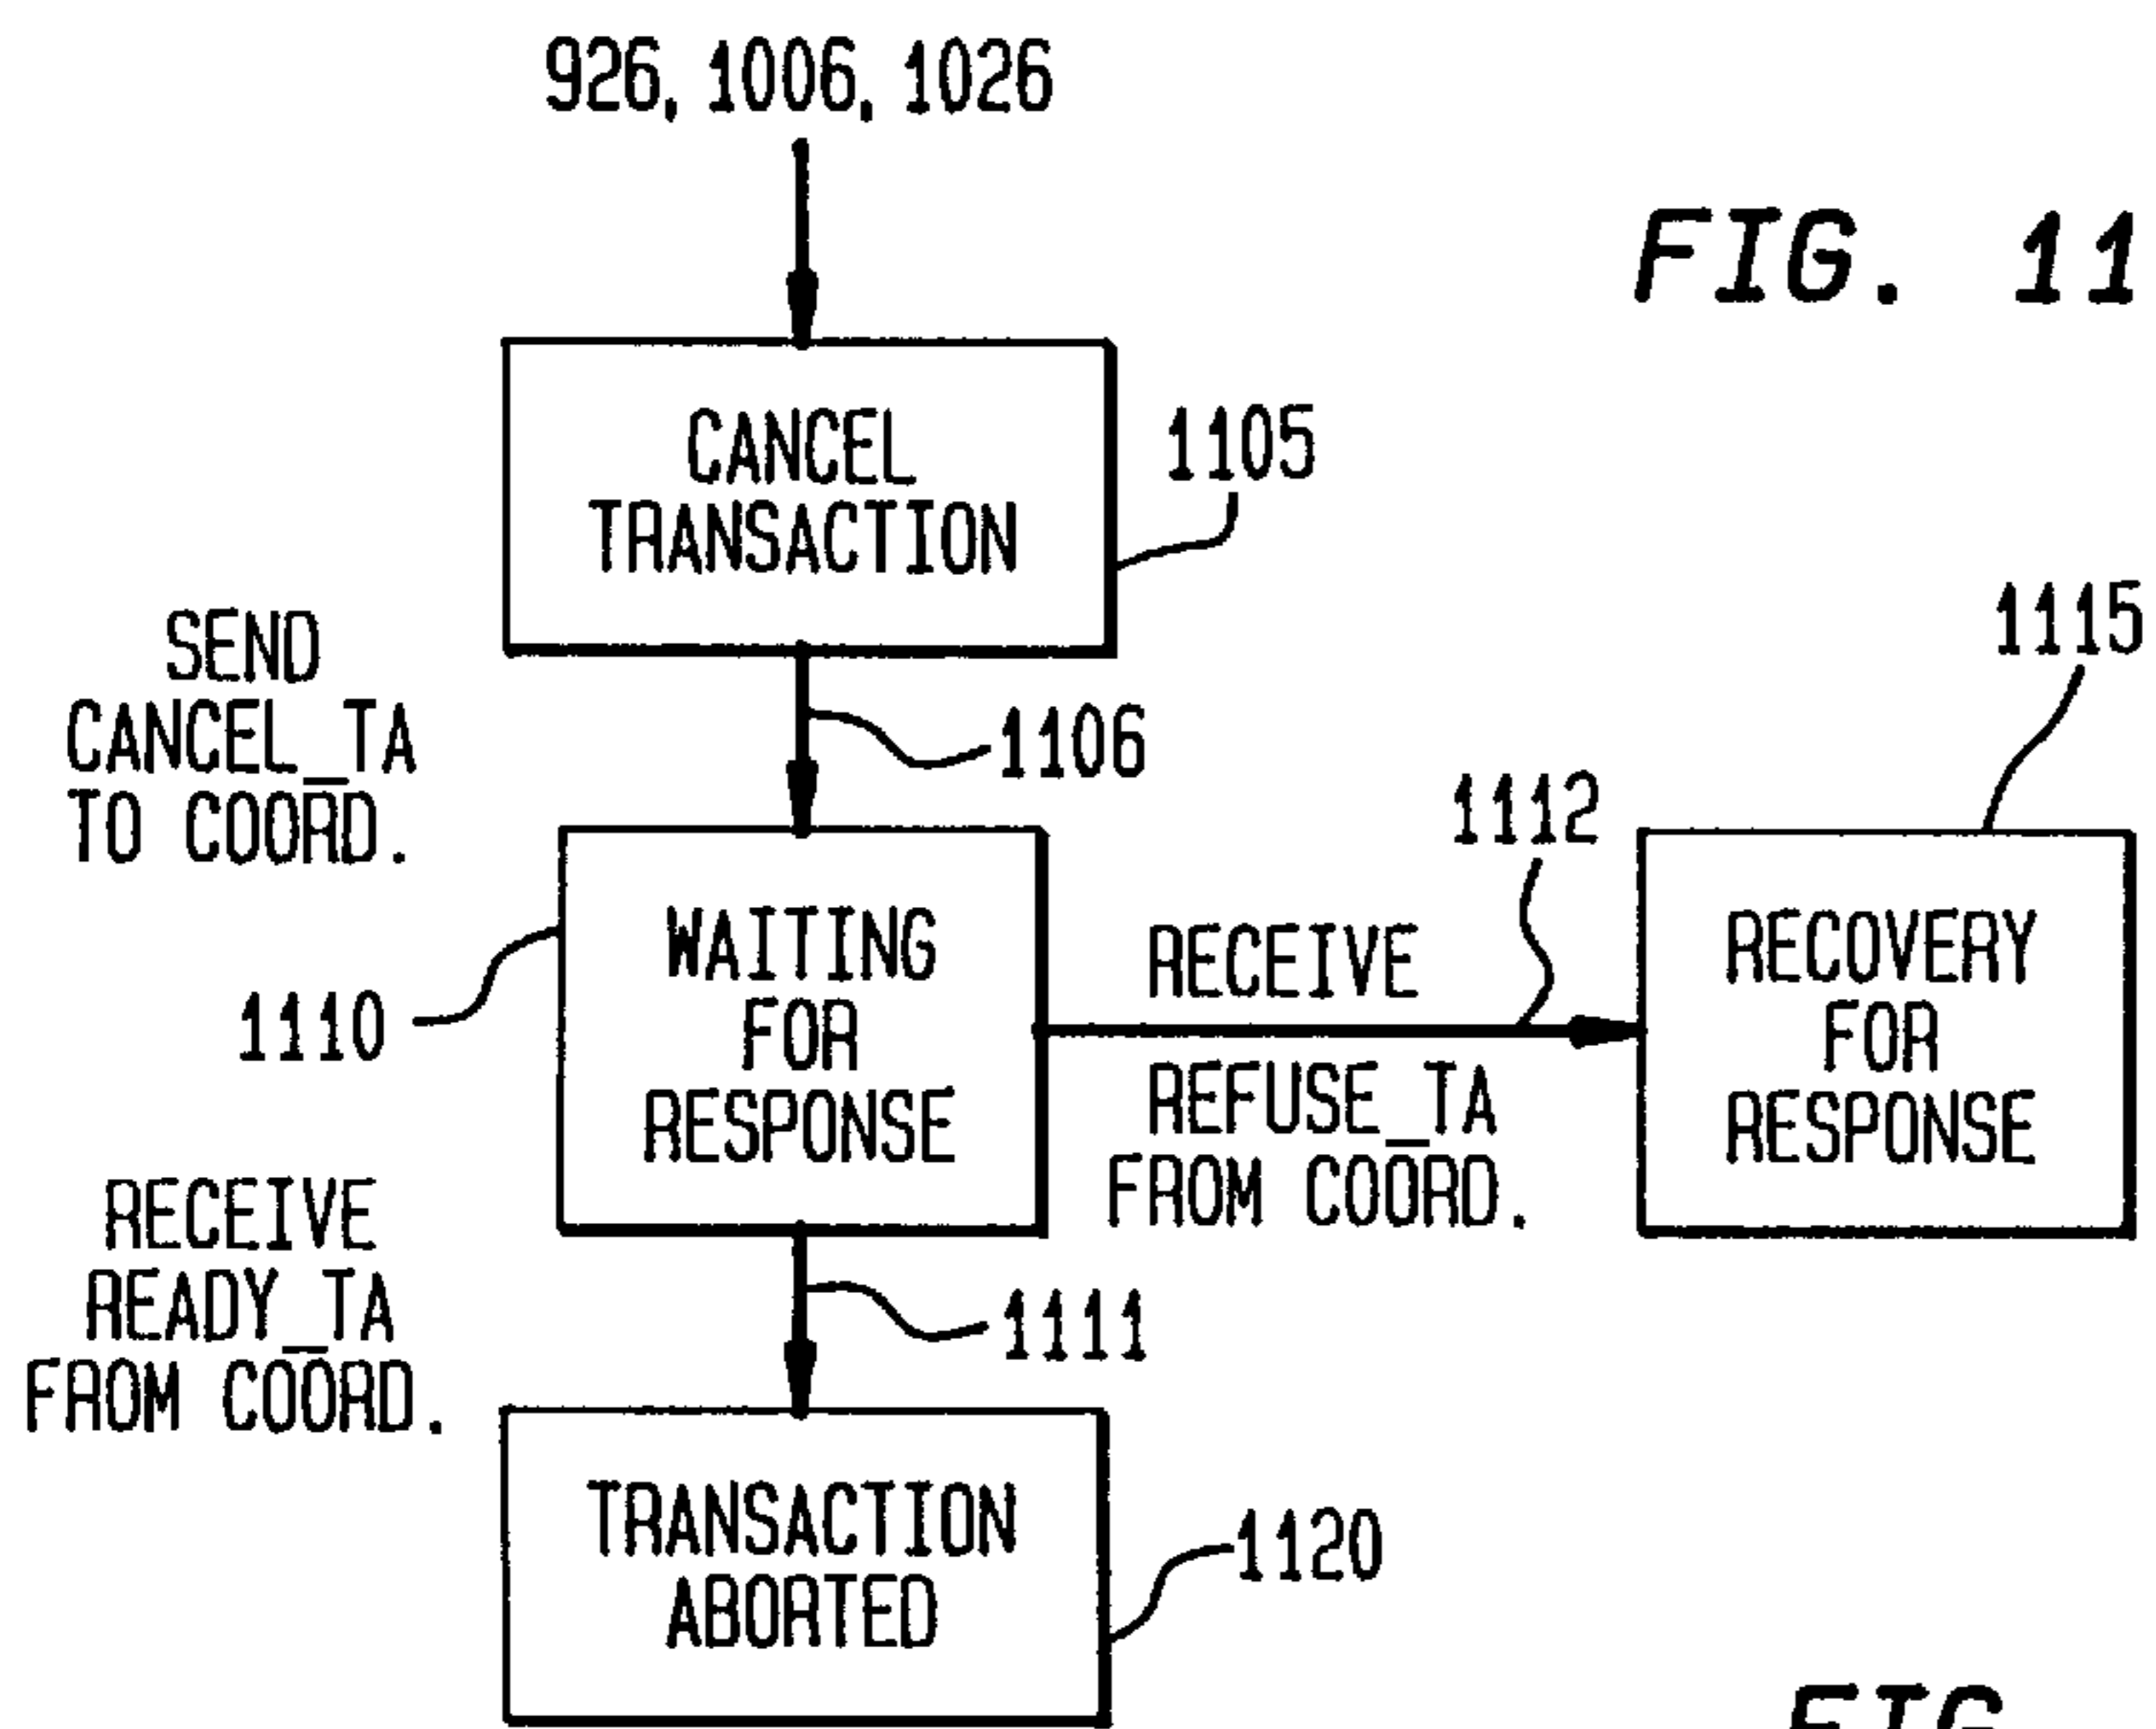 926, 1006, 1026
FIG. 11
CANCEL
TRANSACTION
1105
SEND
CANCEL_TA
TO COORD.
1106
1115
1112
WAITING
FOR
RESPONSE
1110
RECEIVE
REFUSE_TA
FROM COORD.
RECOVERY
FOR
RESPONSE
RECEIVE
READY_TA
FROM COORD.
1111
TRANSACTION
ABORTED
1120
FIG